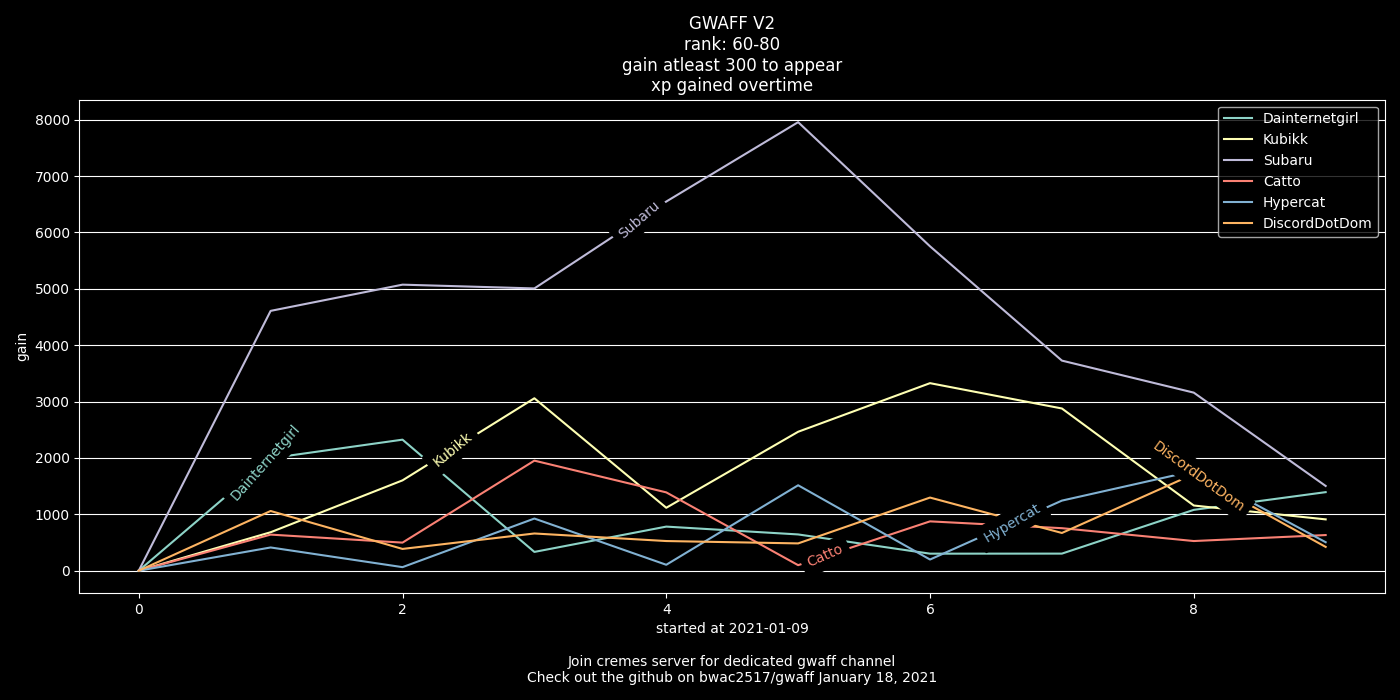 GWAFF V2
rank: 60-80
gain atleast 300 to appear
xp gained overtime
8000
7000
6000
5000
4000
3000
2000
1000
0
gain
Dainternetgirl
Kubikk
Subaru
Catto
Hypercat
DiscordDotDom
Subaru
Dainternetgirl
Kubikk
DiscordDotDom
Hypercat
Catto
0 2 4 6 8
started at 2021-01-09
Join cremes server for dedicated gwaff channel
Check out the github on bwac2517/gwaff January 18, 2021